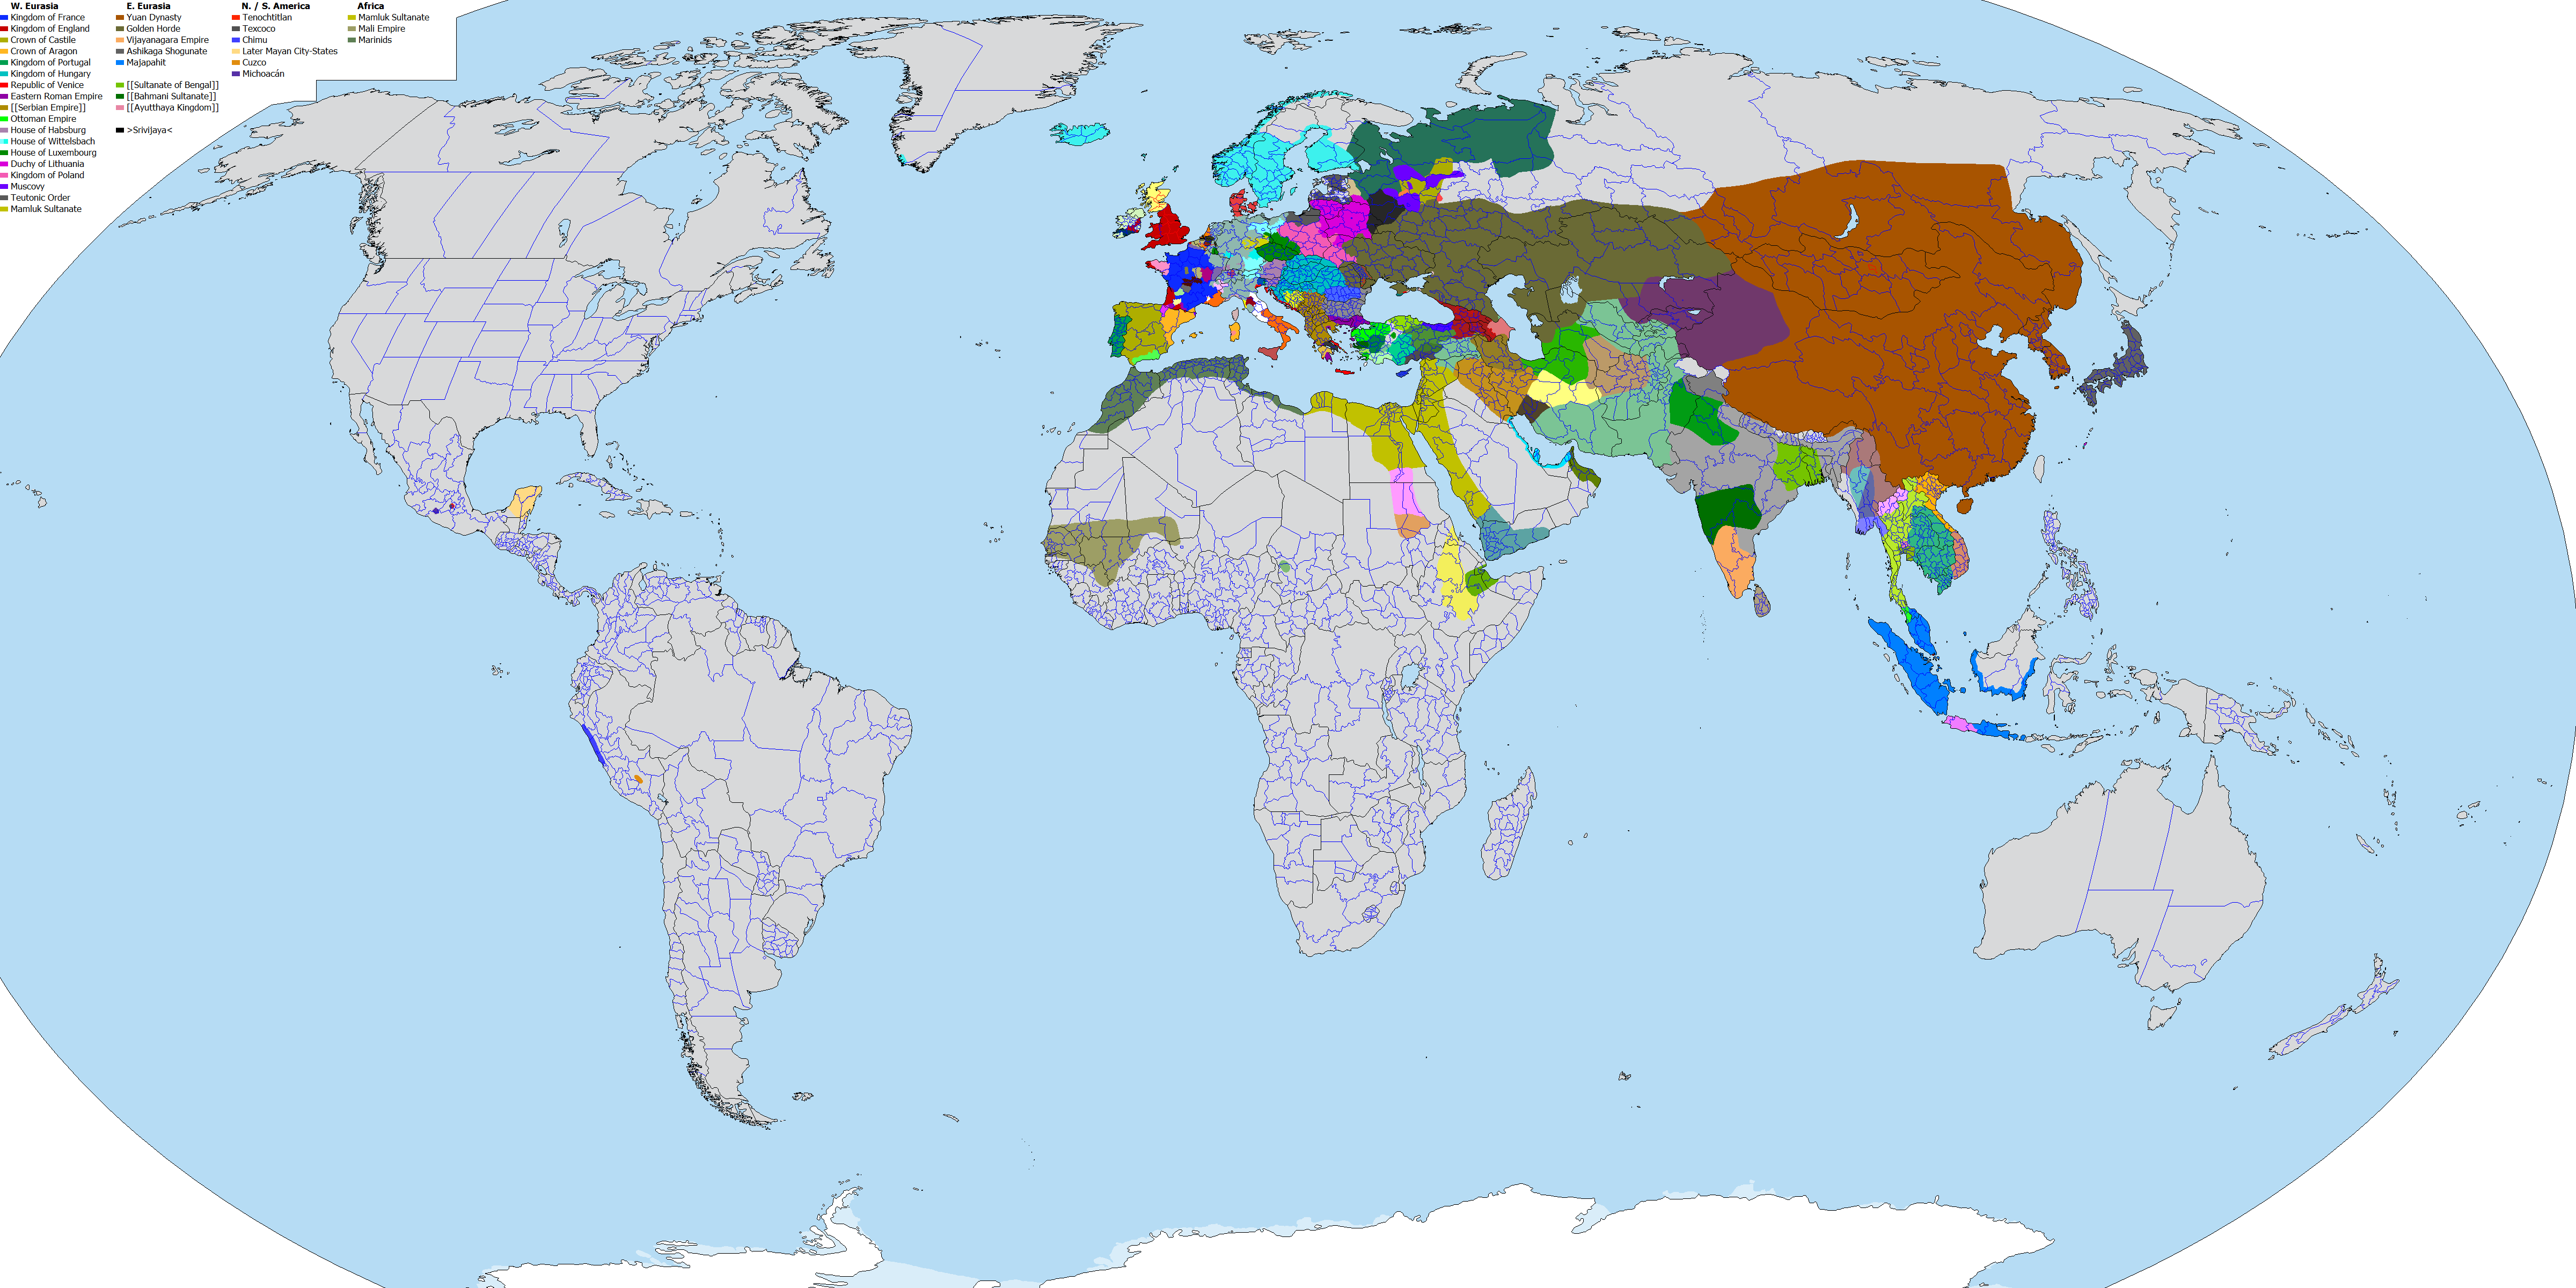 W. Eurasia
Kingdom of France
Kingdom of England
Crown of Castile
Crown of Aragon
Kingdom of Portugal
Kingdom of Hungary
Republic of Venice
Eastern Roman Empire
[[Serbian Empire]]
Ottoman Empire
House of Habsburg
House of Wittelsbach
House of Luxembourg
Duchy of Lithuania
Kingdom of Poland
Muscovy
Teutonic Order
Mamluk Sultanate
E. Eurasia
Yuan Dynasty
Golden Horde
Vijayanagara Empire
Ashikaga Shogunate
Majapahit
[[Sultanate of Bengal]]
[[Bahmani Sultanate]]
[[Ayutthaya Kingdom]]
>Srivijaya<
N. / S. America
Tenochtitlan
Texcoco
Chimu
Later Mayan City-States
Cuzco
Michoacán
Africa
Mamluk Sultanate
Mali Empire
Marinids